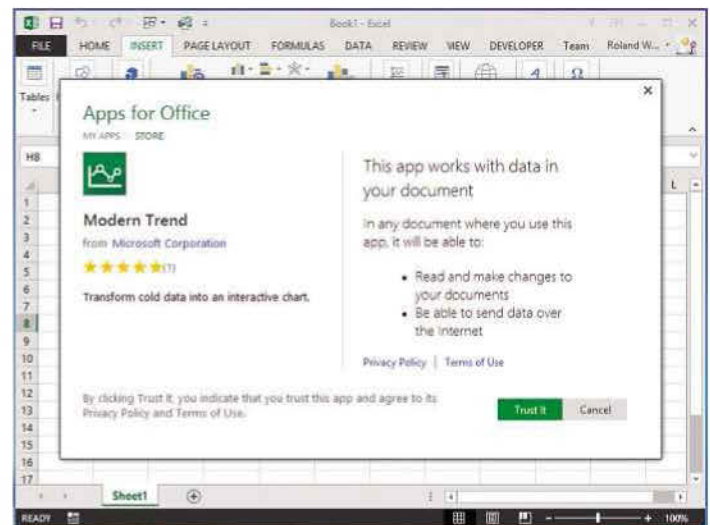 Book1 - Excel
FILE HOME INSERT PAGE LAYOUT FORMULAS DATA REVIEW VIEW DEVELOPER Team Roland W...
Tables
Apps for Office
MY APPS STORE
H8
Modern Trend
from Microsoft Corporation
Transform cold data into an interactive chart.
This app works with data in
your document
In any document where you use this
app, it will be able to:
• Read and make changes to
your documents
• Be able to send data over
the Internet
Privacy Policy | Terms of Use
By clicking Trust It, you indicate that you trust this app and agree to its
Privacy Policy and Terms of Use.
Trust It Cancel
L
1
2
3
4
5
6
7
8
9
10
11
12
13
14
15
16
17
Sheet1
READY 100%